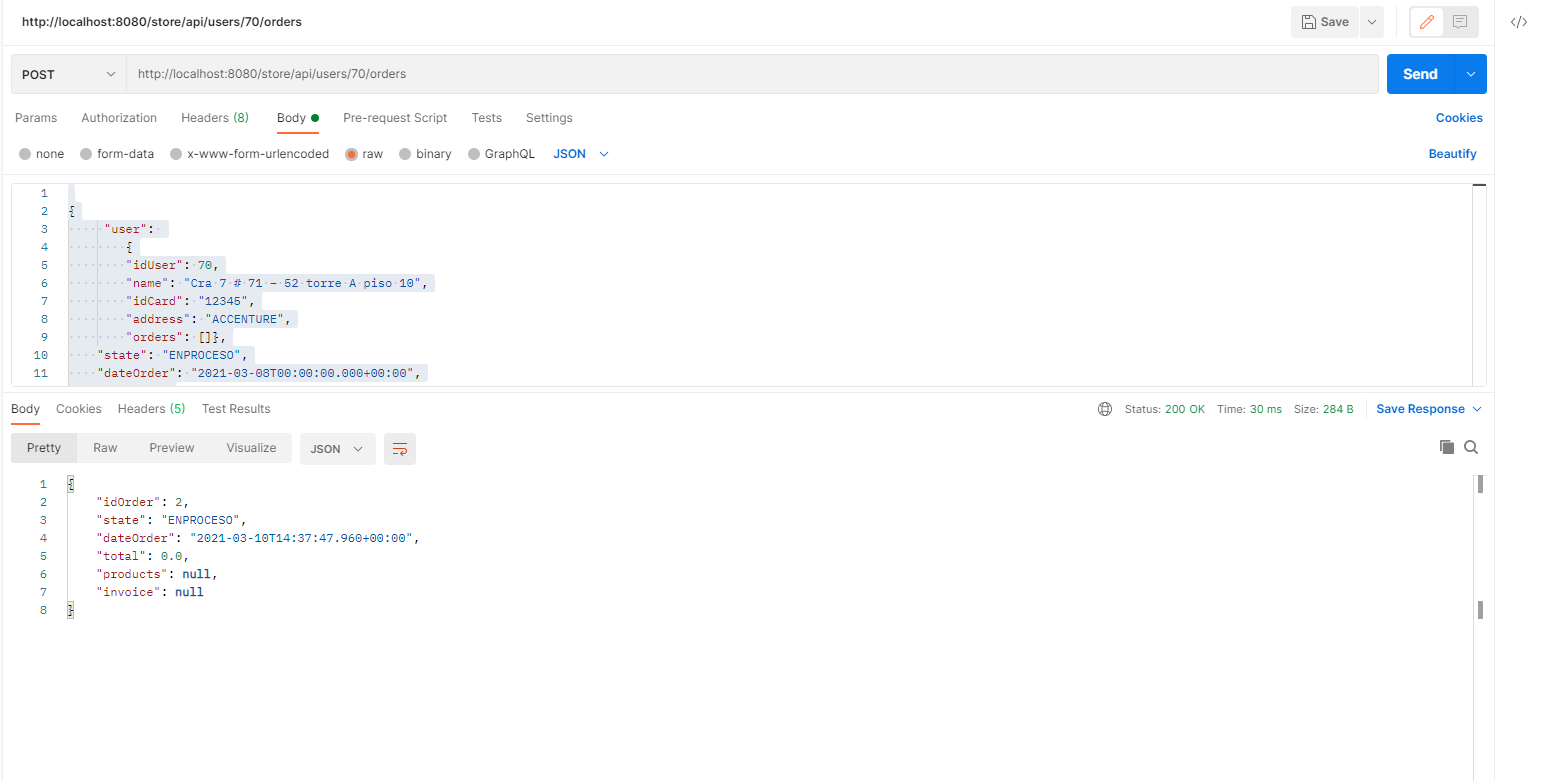 http://localhost:8080/store/api/users/70/orders
Save
</>
POST
http://localhost:8080/store/api/users/70/orders
Send
Params Authorization Headers (8) Body Pre-request Script Tests Settings Cookies
none form-data x-www-form-urlencoded raw binary GraphQL JSON Beautify
1
2 {
3 "user":
4 {
5 "idUser": 70,
6 "name": "Cra 7 # 71 - 52 torre A piso 10",
7 "idCard": "12345",
8 "address": "ACCENTURE",
9 "orders": []},
10 "state": "ENPROCESO",
11 "dateOrder": "2021-03-08T00:00:00.000+00:00",
Body Cookies Headers (5) Test Results Status: 200 OK Time: 30 ms Size: 284 B Save Response
Pretty Raw Preview Visualize JSON
1 {
2 "idOrder": 2,
3 "state": "ENPROCESO",
4 "dateOrder": "2021-03-10T14:37:47.960+00:00",
5 "total": 0.0,
6 "products": null,
7 "invoice": null
8 }